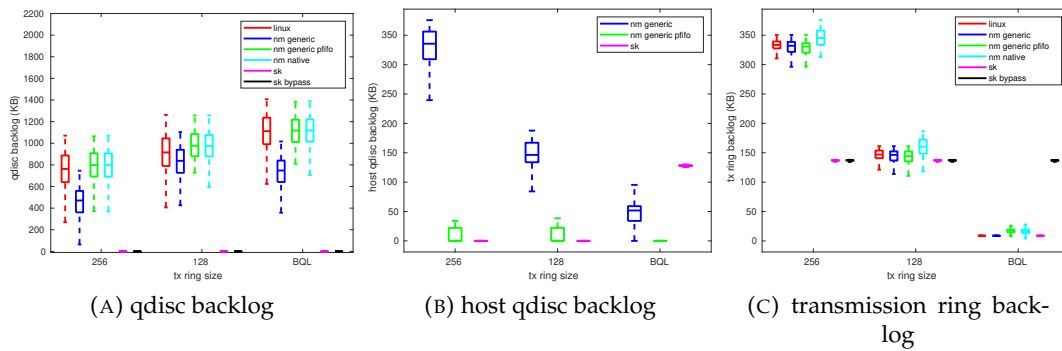 2200
2000
1800
1600
1400
1200
1000
800
600
400
200
0
qdisc backlog (KB)
256
128
BQL
tx ring size
linux
nm generic
nm generic pfifo
nm native
sk
sk bypass
(A) qdisc backlog
350
300
250
200
150
100
50
0
host qdisc backlog (KB)
256
128
BQL
tx ring size
nm generic
nm generic pfifo
sk
(B) host qdisc backlog
350
300
250
200
150
100
50
0
tx ring backlog (KB)
256
128
BQL
tx ring size
linux
nm generic
nm generic pfifo
nm native
sk
sk bypass
(C) transmission ring back-
log